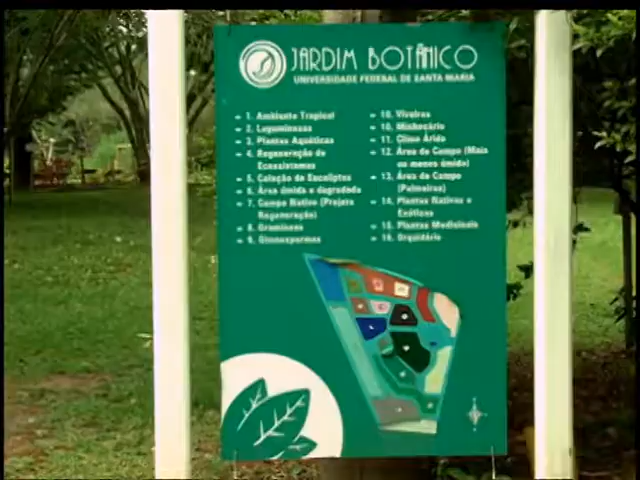 JARDIM BOTÂNICO
UNIVERSIDADE FEDERAL DE SANTA MARIA
1. Ambiente Tropical
2. Leguminosas
3. Plantas Aquáticas
4. Regeneração de
Ecossistemas
5. Coleção de Eucaliptus
6. Área úmida e degradada
7. Campo Nativo (Projeto
Regeneração)
8. Gramíneas
9. Gimnospermas
10. Viveiros
10. Minhocário
11. Clima Árido
12. Área de Campo (Mais
ou menos úmida)
13. Área de Campo
(Palmeiras)
14. Plantas Nativas e
Exóticas
15. Plantas Medicinais
16. Orquidário